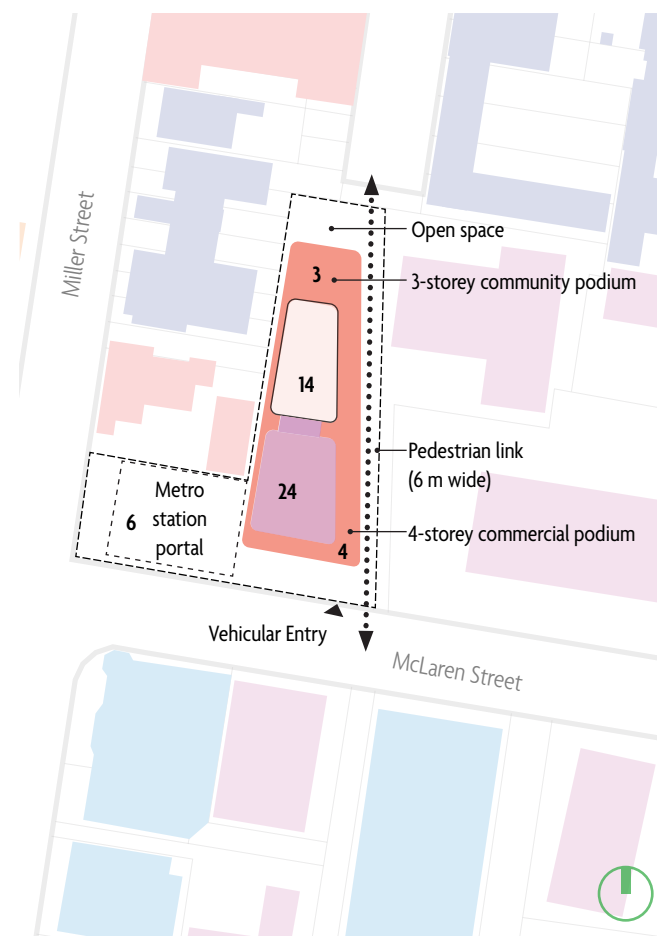 Miller Street
Open space
3
3-storey community podium
14
Pedestrian link
(6 m wide)
24
Metro
station
portal
6
4-storey commercial podium
4
Vehicular Entry
McLaren Street